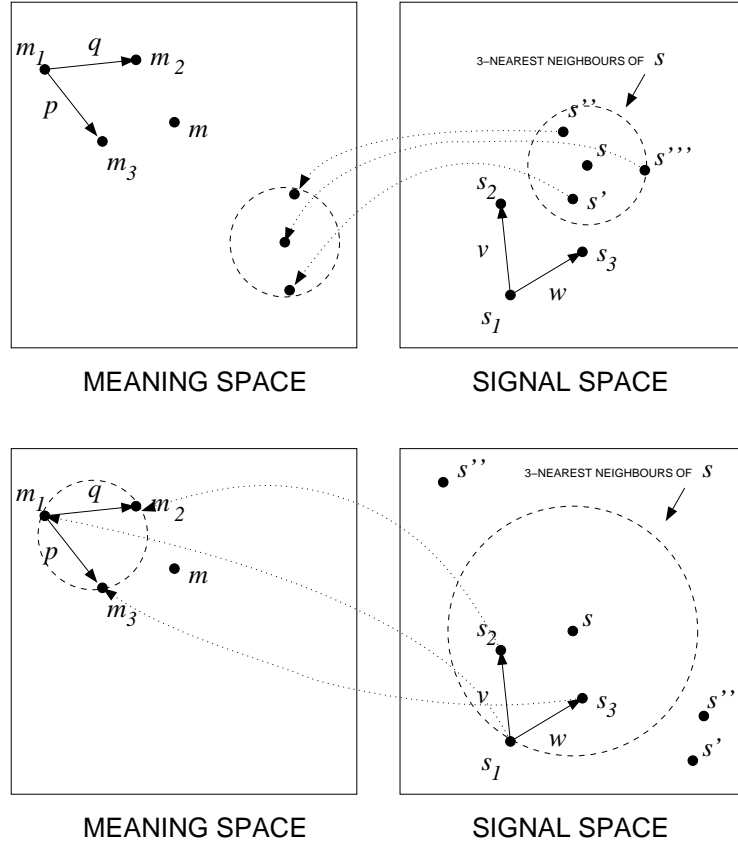 m1
q
m2
p
m3
m
MEANING SPACE
3–NEAREST NEIGHBOURS OF s
s’’
s
s’’’
s2
s’
v
s3
w
s1
SIGNAL SPACE
m1
q
m2
p
m
m3
MEANING SPACE
s’’
3–NEAREST NEIGHBOURS OF s
s2
s
v
s3
s’’
w
s1
s’
SIGNAL SPACE